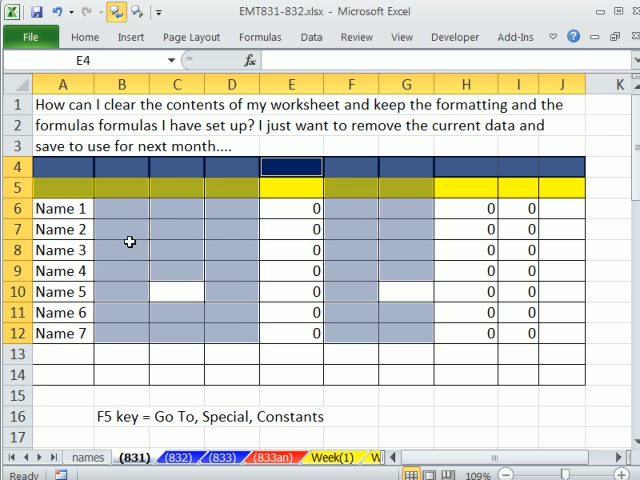 EMT831-832.xlsx - Microsoft Excel
File Home Insert Page Layout Formulas Data Review View Developer Add-Ins
E4 fx
A B C D E F G H I J K
1 How can I clear the contents of my worksheet and keep the formatting and the
2 formulas formulas I have set up? I just want to remove the current data and
3 save to use for next month....
4
5
6 Name 1 0 0 0
7 Name 2 0 0 0
8 Name 3 0 0 0
9 Name 4 0 0 0
10 Name 5 0 0 0
11 Name 6 0 0 0
12 Name 7 0 0 0
13
14
15
16 F5 key = Go To, Special, Constants
17
names (831) (832) (833) (833an) Week(1) W
Ready 109%